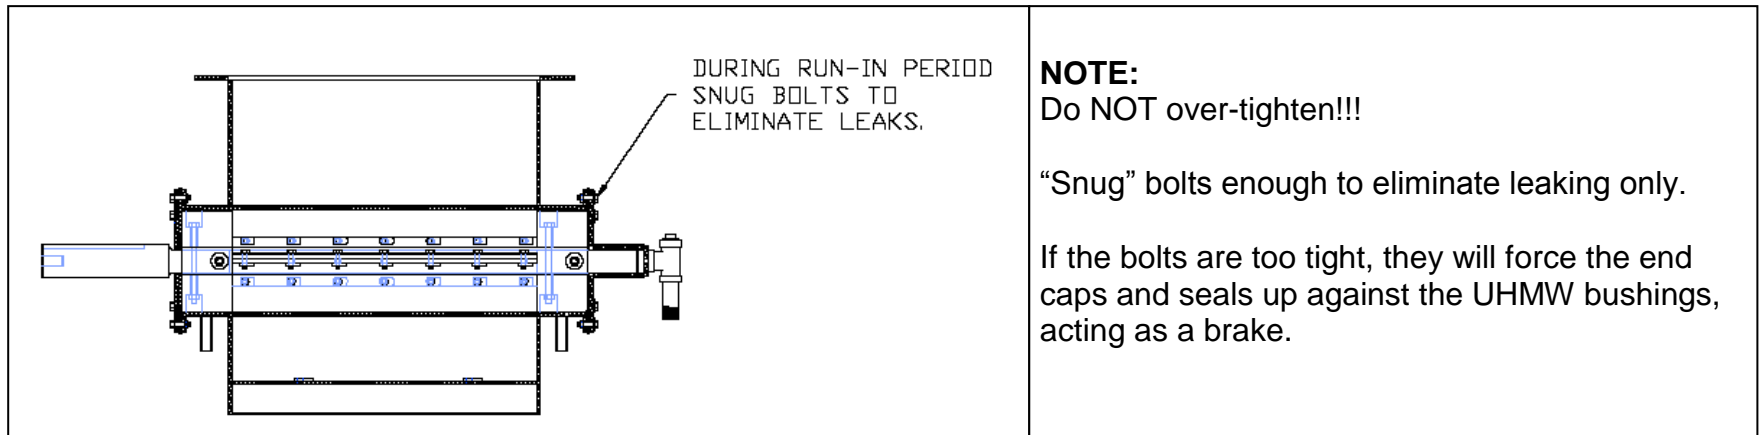 DURING RUN-IN PERIOD
SNUG BOLTS TO
ELIMINATE LEAKS.
NOTE:
Do NOT over-tighten!!!
“Snug” bolts enough to eliminate leaking only.
If the bolts are too tight, they will force the end
caps and seals up against the UHMW bushings,
acting as a brake.